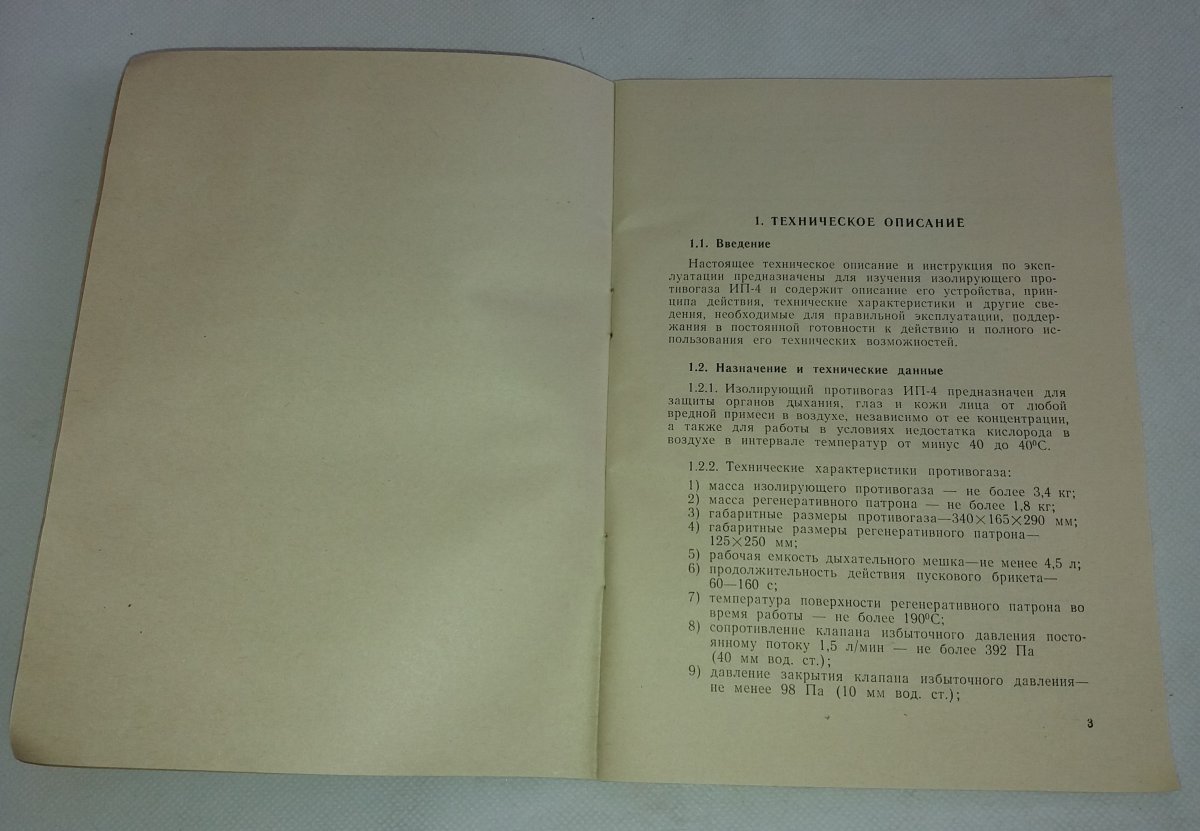 1. ТЕХНИЧЕСКОЕ ОПИСАНИЕ
1.1. Введение
Настоящее техническое описание и инструкция по эксп-
луатации предназначены для изучения изолирующего про-
тивогаза ИП-4 и содержит описание его устройства, прин-
ципа действия, технические характеристики и другие све-
дения, необходимые для правильной эксплуатации, поддер-
жания в постоянной готовности к действию и полного ис-
пользования его технических возможностей.
1.2. Назначение и технические данные
1.2.1. Изолирующий противогаз ИП-4 предназначен для
защиты органов дыхания, глаз и кожи лица от любой
вредной примеси в воздухе, независимо от ее концентрации,
а также для работы в условиях недостатка кислорода в
воздухе в интервале температур от минус 40 до 40⁰С.
1.2.2. Технические характеристики противогаза:
1) масса изолирующего противогаза — не более 3,4 кг;
2) масса регенеративного патрона — не более 1,8 кг;
3) габаритные размеры противогаза—340×165×290 мм;
4) габаритные размеры регенеративного патрона—
125×250 мм;
5) рабочая емкость дыхательного мешка—не менее 4,5 л;
6) продолжительность действия пускового брикета—
60—160 с;
7) температура поверхности регенеративного патрона во
время работы — не более 190⁰С;
8) сопротивление клапана избыточного давления посто-
янному потоку 1,5 л/мин — не более 392 Па
(40 мм вод. ст.);
9) давление закрытия клапана избыточного давления—
не менее 98 Па (10 мм вод. ст.);
3